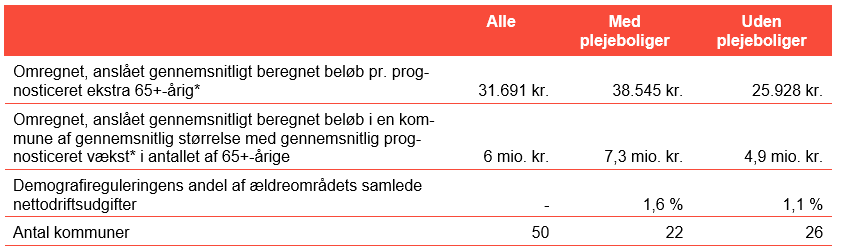 Alle Med plejeboliger Uden plejeboliger
Omregnet, anslået gennemsnitligt beregnet beløb pr. prog-
nosticeret ekstra 65+-årig* 31.691 kr. 38.545 kr. 25.928 kr.
Omregnet, anslået gennemsnitligt beregnet beløb i en kom-
mune af gennemsnitlig størrelse med gennemsnitlig prog-
nosticeret vækst* i antallet af 65+-årige 6 mio. kr. 7,3 mio. kr. 4,9 mio. kr.
Demografireguleringens andel af ældreområdets samlede
nettodriftsudgifter - 1,6 % 1,1 %
Antal kommuner 50 22 26